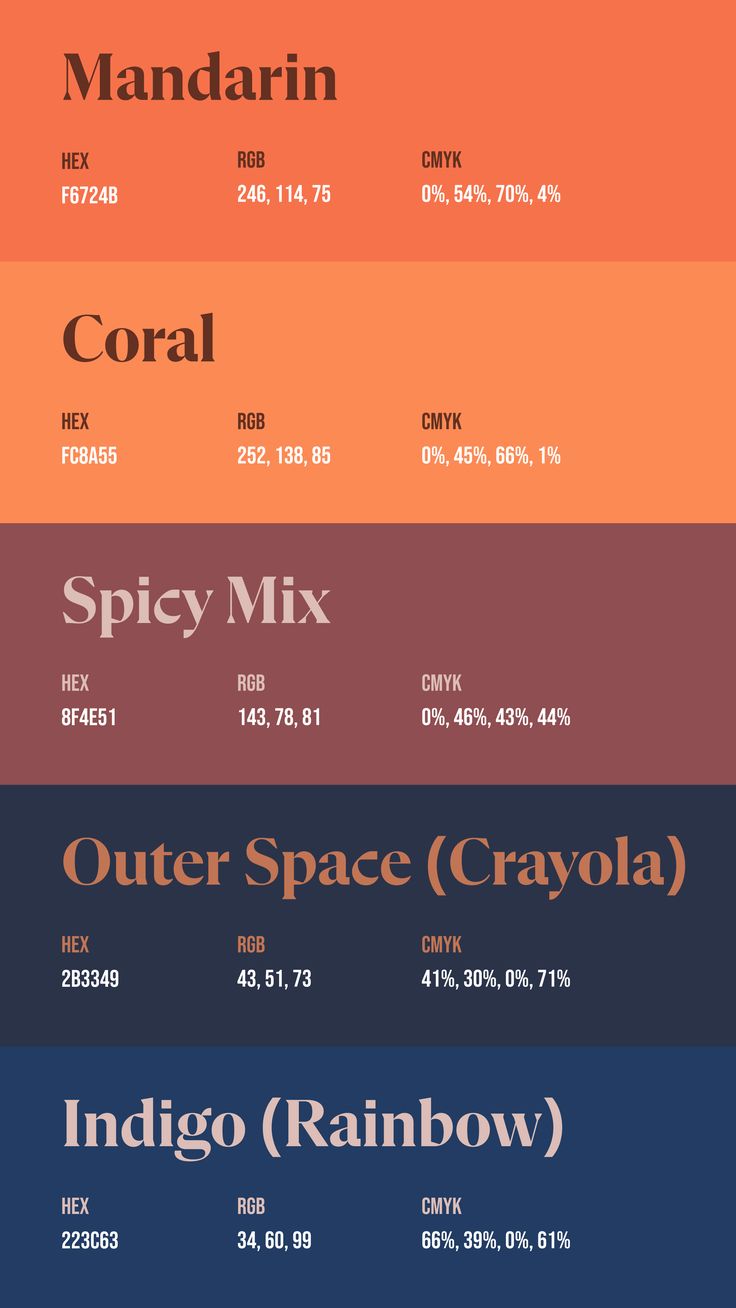 Mandarin
HEX RGB CMYK
F6724B 246, 114, 75 0%, 54%, 70%, 4%
Coral
HEX RGB CMYK
FC8A55 252, 138, 85 0%, 45%, 66%, 1%
Spicy Mix
HEX RGB CMYK
8F4E51 143, 78, 81 0%, 46%, 43%, 44%
Outer Space (Crayola)
HEX RGB CMYK
2B3349 43, 51, 73 41%, 30%, 0%, 71%
Indigo (Rainbow)
HEX RGB CMYK
223C63 34, 60, 99 66%, 39%, 0%, 61%